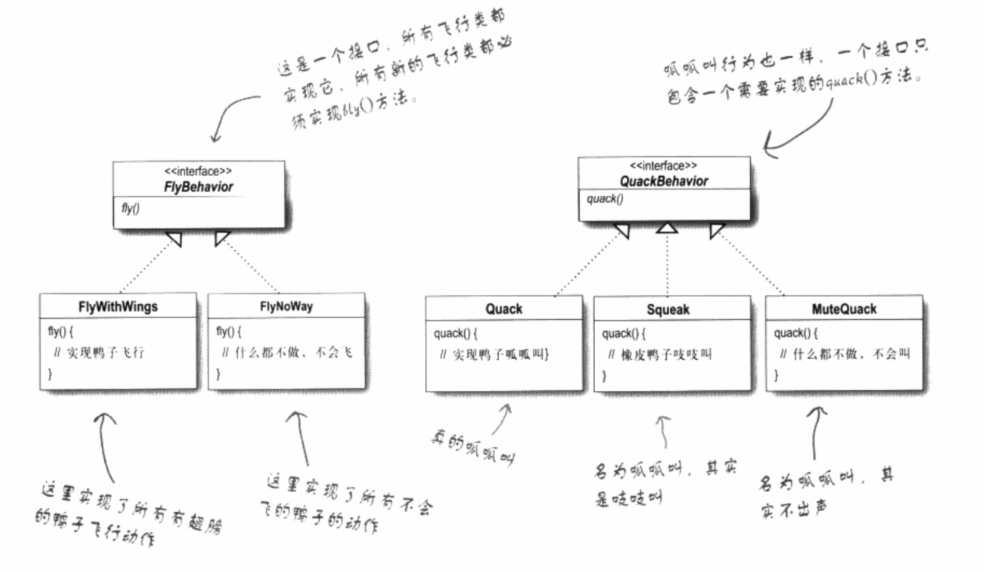 这是一个接口，所有飞行类都
实现它，所有新的飞行类都必
须实现fly()方法。
呱呱叫行为也一样，一个接口只
包含一个需要实现的quack()方法。
<<interface>>
FlyBehavior
fly()
<<interface>>
QuackBehavior
quack()
FlyWithWings
fly() {
// 实现鸭子飞行
}
FlyNoWay
fly() {
// 什么都不做，不会飞
}
Quack
quack() {
// 实现鸭子呱呱叫}
Squeak
quack() {
// 橡皮鸭子吱吱叫
}
MuteQuack
quack() {
// 什么都不做，不会叫
}
这里实现了所有有翅膀
的鸭子飞行动作
这里实现了所有不会
飞的鸭子的动作
真的呱呱叫
名为呱呱叫，其实
是吱吱叫
名为呱呱叫，其
实不出声